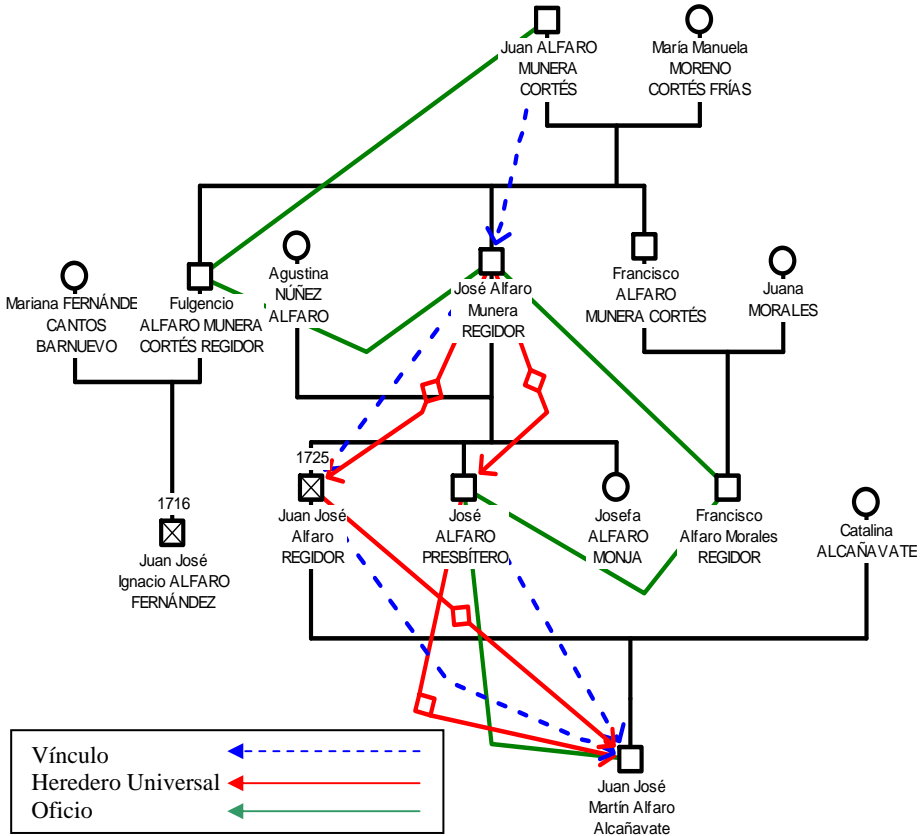 Juan ALFARO
MUNERA
CORTÉS
María Manuela
MORENO
CORTÉS FRÍAS
Mariana FERNÁNDE
CANTOS
BARNUEVO
Fulgencio
ALFARO MUNERA
CORTÉS REGIDOR
Agustina
NÚÑEZ
ALFARO
José Alfaro
Munera
REGIDOR
Francisco
ALFARO
MUNERA CORTÉS
Juana
MORALES
1716
Juan José
Ignacio ALFARO
FERNÁNDEZ
1725
Juan José
Alfaro
REGIDOR
José
ALFARO
PRESBÍTERO
Josefa
ALFARO
MONJA
Francisco
Alfaro Morales
REGIDOR
Catalina
ALCAÑAVATE
Juan José
Martín Alfaro
Alcañavate
Vínculo
Heredero Universal
Oficio